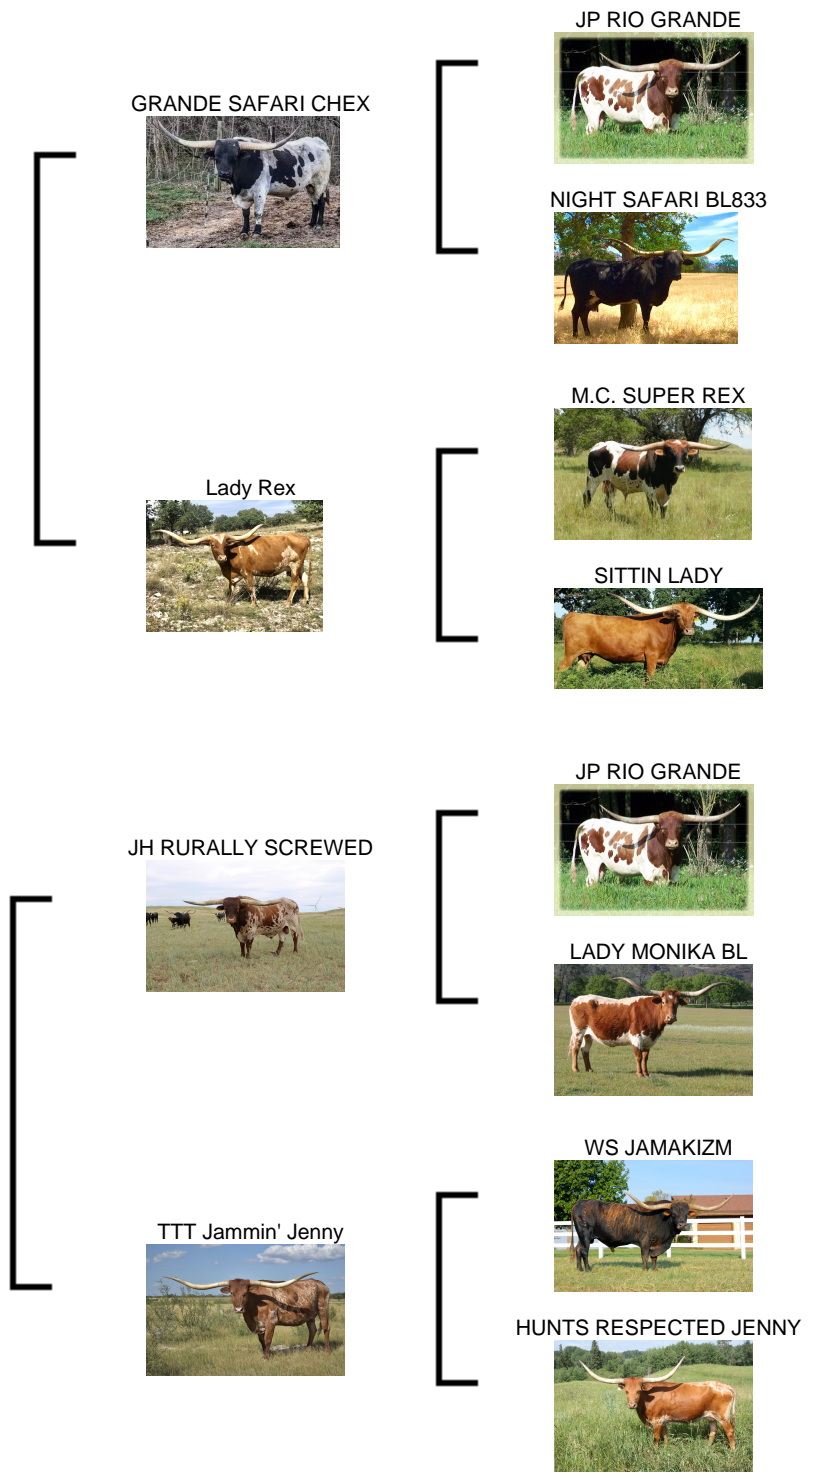 JP RIO GRANDE
GRANDE SAFARI CHEX
NIGHT SAFARI BL833
M.C. SUPER REX
Lady Rex
SITTIN LADY
JP RIO GRANDE
JH RURALLY SCREWED
LADY MONIKA BL
WS JAMAKIZM
TTT Jammin' Jenny
HUNTS RESPECTED JENNY